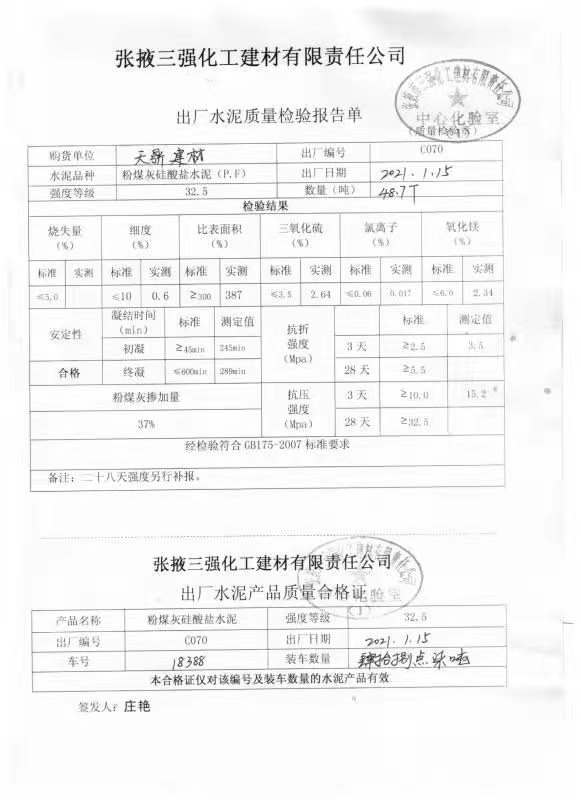 张掖三强化工建材有限责任公司
张掖市三强化工建材有限责任公司
中心化验室
出厂水泥质量检验报告单
(质量检验章)
购货单位 天昇建材 出厂编号 C070
水泥品种 粉煤灰硅酸盐水泥(P.F) 出厂日期 2021.1.15
强度等级 32.5 数量(吨) 48.7T
检验结果
烧失量 细度 比表面积 三氧化硫 氯离子 氧化镁
(%) (%) (%) (%) (%) (%)
标准 实测 标准 实测 标准 实测 标准 实测 标准 实测 标准 实测
≤5.0 ≤10 0.6 ≥300 387 ≤3.5 2.64 ≤0.06 0.017 ≤6.0 2.34
安定性 凝结时间(min) 标准 测定值 抗折强度(Mpa) 标准 测定值
初凝 ≥45min 245min 3天 ≥2.5 3.5
合格 终凝 ≤600min 289min 28天 ≥5.5
粉煤灰掺加量 抗压强度(Mpa) 3天 ≥10.0 15.2
37% 28天 ≥32.5
经检验符合GB175-2007标准要求
备注:二十八天强度另行补报。
张掖三强化工建材有限责任公司
出厂水泥产品质量合格证
产品名称 粉煤灰硅酸盐水泥 强度等级 32.5
出厂编号 C070 出厂日期 2021.1.15
车号 18388 装车数量 肆拾捌点柒吨
本合格证仅对该编号及装车数量的水泥产品有效
签发人:庄艳